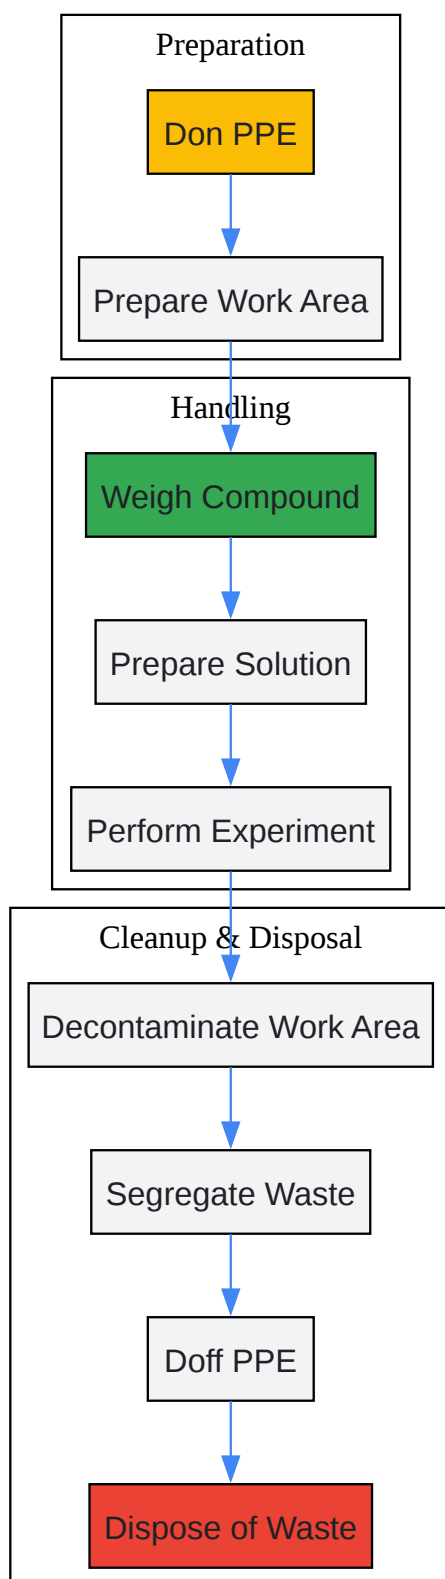 Preparation
Don PPE
Prepare Work Area
Handling
Weigh Compound
Prepare Solution
Perform Experiment
Cleanup & Disposal
Decontaminate Work Area
Segregate Waste
Doff PPE
Dispose of Waste